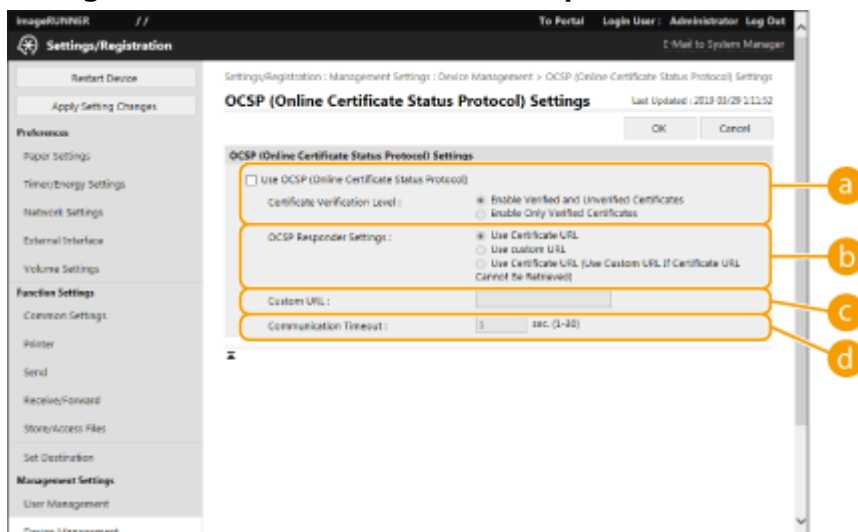 imageRUNNER //
To Portal Login User : Administrator Log Out
Settings/Registration
E-Mail to System Manager
Restart Device
Apply Setting Changes
Preferences
Paper Settings
Timer/Energy Settings
Network Settings
External Interface
Volume Settings
Function Settings
Common Settings
Printer
Send
Receive/Forward
Store/Access Files
Set Destination
Management Settings
User Management
Device Management
Settings/Registration : Management Settings : Device Management > OCSP (Online Certificate Status Protocol) Settings
OCSP (Online Certificate Status Protocol) Settings
Last Updated : 2019 03/29 1:11:52
OK Cancel
OCSP (Online Certificate Status Protocol) Settings
Use OCSP (Online Certificate Status Protocol)
Certificate Verification Level :
Enable Verified and Unverified Certificates
Enable Only Verified Certificates
a
OCSP Responder Settings :
Use Certificate URL
Use custom URL
Use Certificate URL (Use Custom URL If Certificate URL
Cannot Be Retrieved)
b
Custom URL :
c
Communication Timeout :
3 sec. (1-30)
d